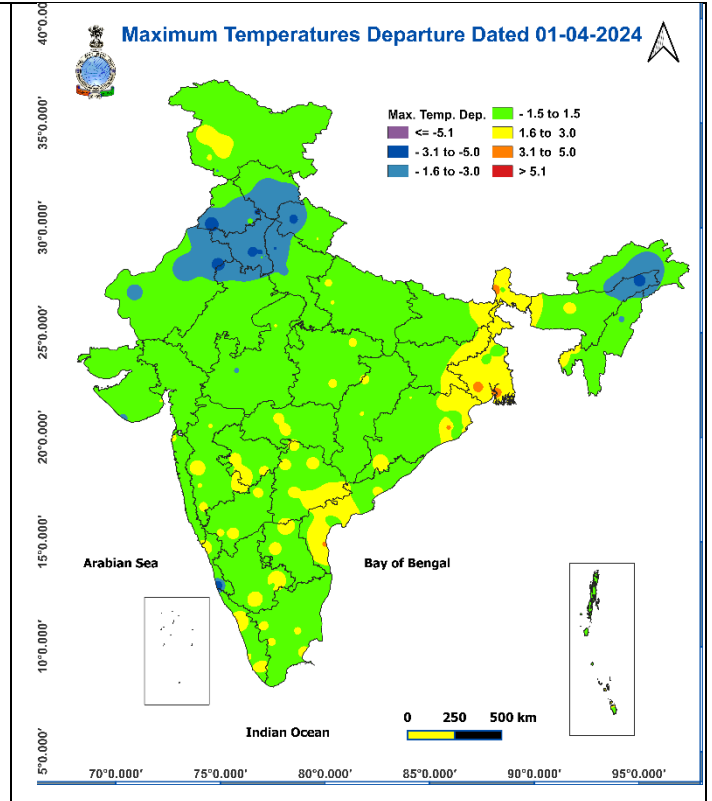 Maximum Temperatures Departure Dated 01-04-2024
Max. Temp. Dep.
<= -5.1
- 3.1 to -5.0
- 1.6 to -3.0
- 1.5 to 1.5
1.6 to 3.0
3.1 to 5.0
> 5.1
40°0.000'
35°0.000'
30°0.000'
25°0.000'
20°0.000'
15°0.000'
10°0.000'
5°0.000'
Arabian Sea
Bay of Bengal
Indian Ocean
0 250 500 km
70°0.000' 75°0.000' 80°0.000' 85°0.000' 90°0.000' 95°0.000'